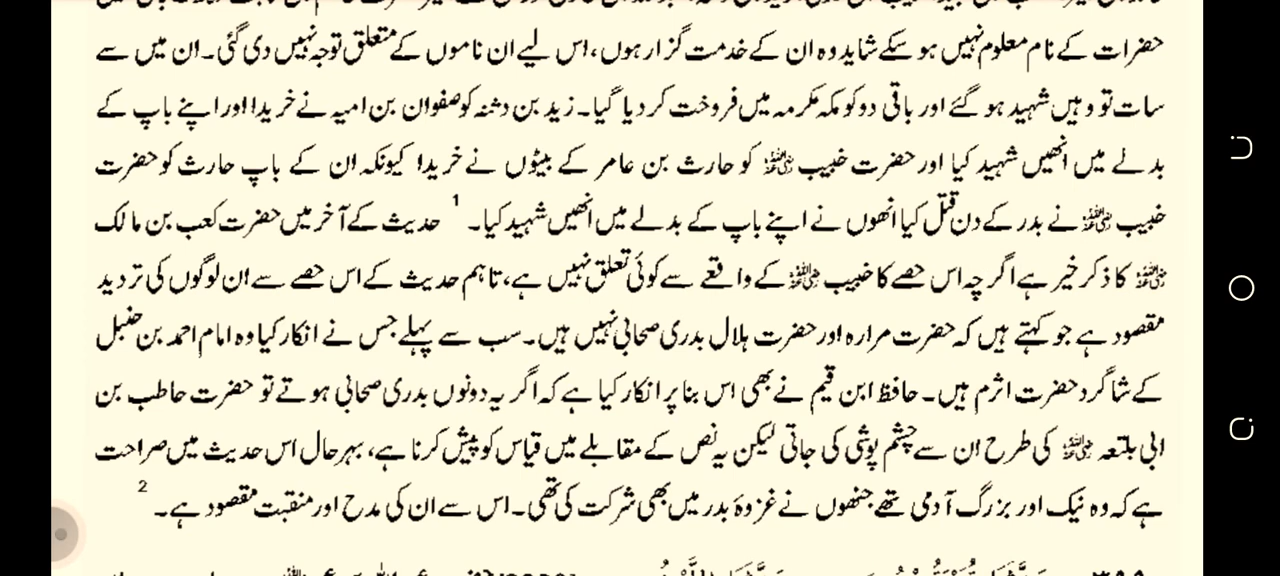 حضرات کے نام معلوم نہیں ہو سکے شاید وہ ان کے خدمت گزار ہوں، اس لیے ان ناموں کے متعلق توجہ نہیں دی گئی۔ ان میں سے
سات تو وہیں شہید ہو گئے اور باقی دو کو مکہ مکرمہ میں فروخت کر دیا گیا۔ زید بن دثنہ کو صفوان بن امیہ نے خریدا اور اپنے باپ کے
بدلے میں انھیں شہید کیا اور حضرت خبیب رضی اللہ عنہ کو حارث بن عامر کے بیٹوں نے خریدا کیونکہ ان کے باپ حارث کو حضرت
خبیب رضی اللہ عنہ نے بدر کے دن قتل کیا انھوں نے اپنے باپ کے بدلے میں انھیں شہید کیا۔ 1 حدیث کے آخر میں حضرت کعب بن مالک
رضی اللہ عنہ کا ذکر خیر ہے اگرچہ اس حصے کا خبیب رضی اللہ عنہ کے واقعے سے کوئی تعلق نہیں ہے، تاہم حدیث کے اس حصے سے ان لوگوں کی تردید
مقصود ہے جو کہتے ہیں کہ حضرت مرارہ اور حضرت ہلال بدری صحابی نہیں ہیں۔ سب سے پہلے جس نے انکار کیا وہ امام احمد بن حنبل
کے شاگرد حضرت اثرم ہیں۔ حافظ ابن قیم نے بھی اس بنا پر انکار کیا ہے کہ اگر یہ دونوں بدری صحابی ہوتے تو حضرت حاطب بن
ابی بلتعہ رضی اللہ عنہ کی طرح ان سے چشم پوشی کی جاتی لیکن یہ نص کے مقابلے میں قیاس کو پیش کرنا ہے، بہرحال اس حدیث میں صراحت
ہے کہ وہ نیک اور بزرگ آدمی تھے جنھوں نے غزوۂ بدر میں بھی شرکت کی تھی۔ اس سے ان کی مدح اور منقبت مقصود ہے۔ 2